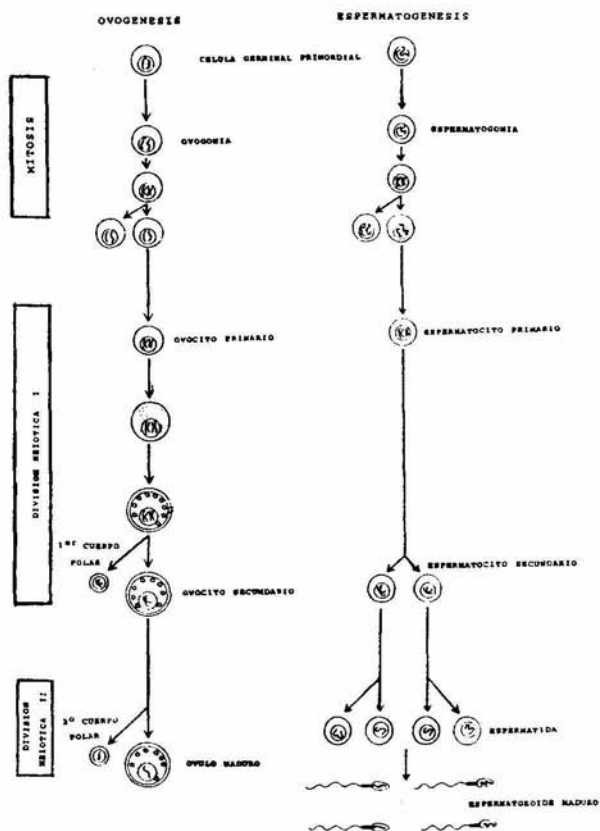 OVOGENESIS
ESPERMATOGENESIS
CELULA GERMINAL PRIMORDIAL
MITOSIS
OVOGONIA
ESPERMATOGONIA
DIVISION MEIOTICA I
OVOCITO PRIMARIO
ESPERMATOCITO PRIMARIO
1er CUERPO
POLAR
OVOCITO SECUNDARIO
ESPERMATOCITO SECUNDARIO
DIVISION
MEIOTICA II
2º CUERPO
POLAR
OVULO MADURO
ESPERMATIDA
ESPERMATOZOIDE MADURO